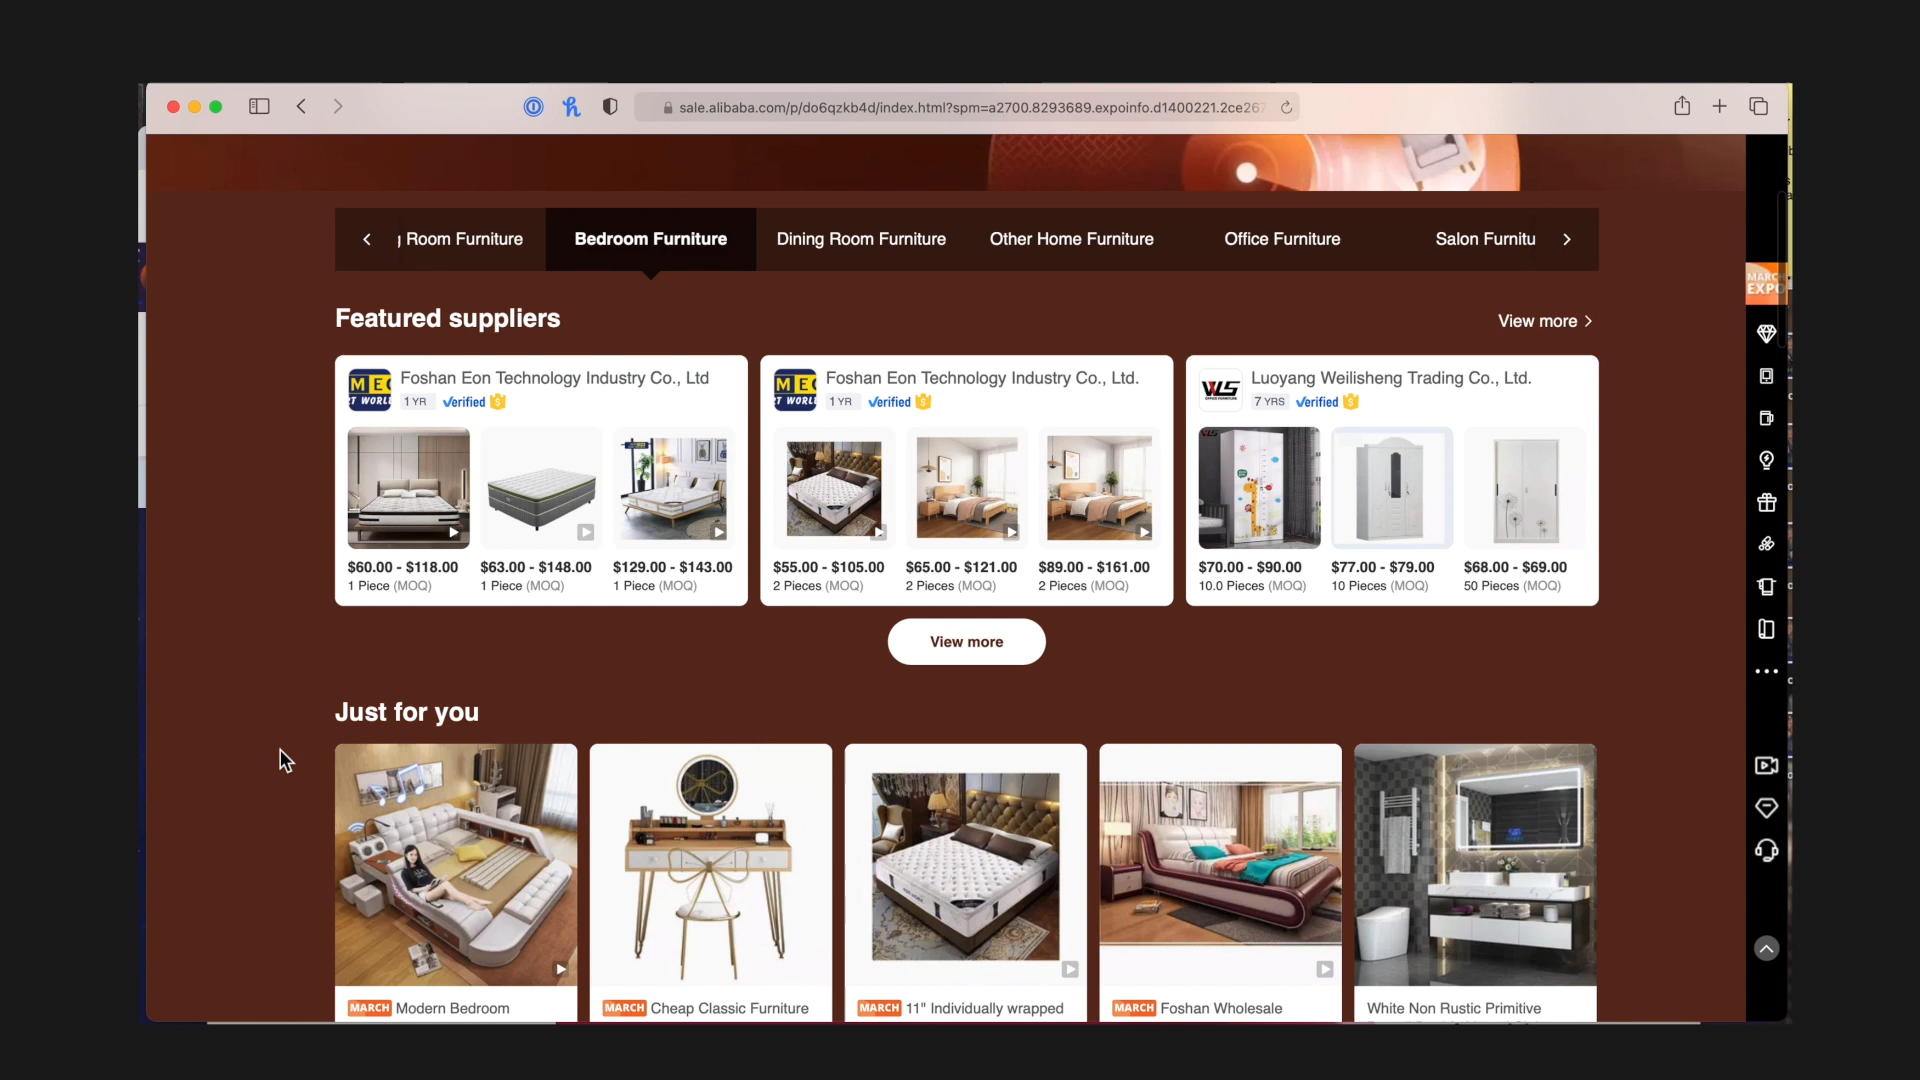 sale.alibaba.com/p/do6qzkb4d/index.html?spm=a2700.8293689.expoinfo.d1400221.2ce267
Room Furniture
Bedroom Furniture
Dining Room Furniture
Other Home Furniture
Office Furniture
Salon Furnitu
MARCH
EXPO
Featured suppliers
View more
Foshan Eon Technology Industry Co., Ltd
1 YR Verified
$60.00 - $118.00
1 Piece (MOQ)
$63.00 - $148.00
1 Piece (MOQ)
$129.00 - $143.00
1 Piece (MOQ)
Foshan Eon Technology Industry Co., Ltd.
1 YR Verified
$55.00 - $105.00
2 Pieces (MOQ)
$65.00 - $121.00
2 Pieces (MOQ)
$89.00 - $161.00
2 Pieces (MOQ)
WLS
Luoyang Weilisheng Trading Co., Ltd.
7 YRS Verified
$70.00 - $90.00
10.0 Pieces (MOQ)
$77.00 - $79.00
10 Pieces (MOQ)
$68.00 - $69.00
50 Pieces (MOQ)
View more
Just for you
MARCH Modern Bedroom
MARCH Cheap Classic Furniture
MARCH 11" Individually wrapped
MARCH Foshan Wholesale
White Non Rustic Primitive